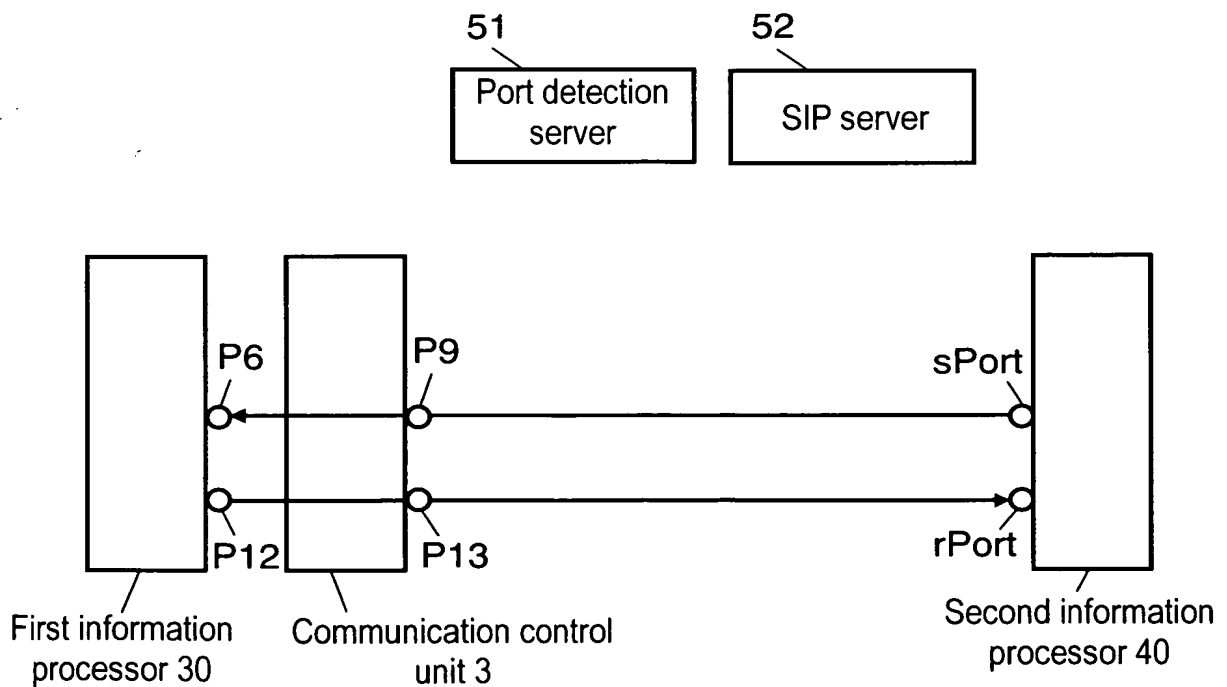 51
52
Port detection
server
SIP server
P6
P9
sPort
P12
P13
rPort
First information
processor 30
Communication control
unit 3
Second information
processor 40